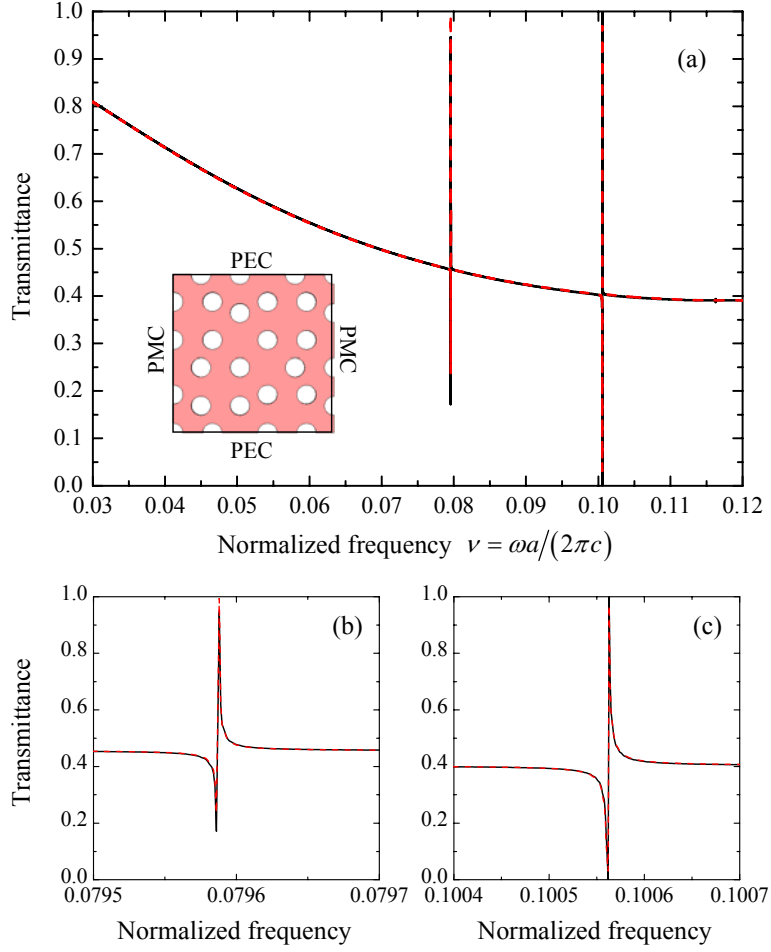 (a)
1.0
0.9
0.8
0.7
0.6
0.5
0.4
0.3
0.2
0.1
0.0
Transmittance
PEC
PMC
PMC
PEC
0.03 0.04 0.05 0.06 0.07 0.08 0.09 0.10 0.11 0.12
Normalized frequency ν = ωa/(2πc)
(b)
1.0
0.8
0.6
0.4
0.2
0.0
Transmittance
0.0795 0.0796 0.0797
Normalized frequency
(c)
1.0
0.8
0.6
0.4
0.2
0.0
0.1004 0.1005 0.1006 0.1007
Normalized frequency